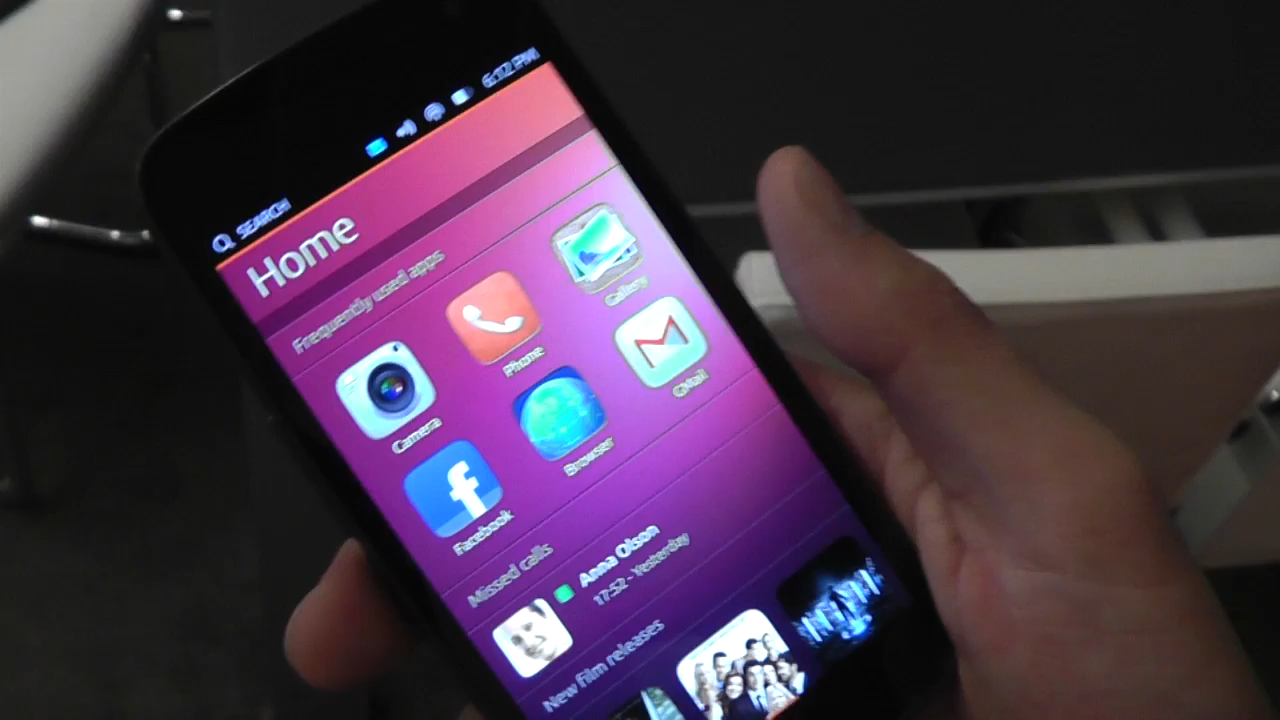 6:12 PM
SEARCH
Home
Frequently used apps
Camera
Phone
Gallery
Facebook
Browser
GMail
Missed calls
Anna Olson
17:52 - Yesterday
New film releases